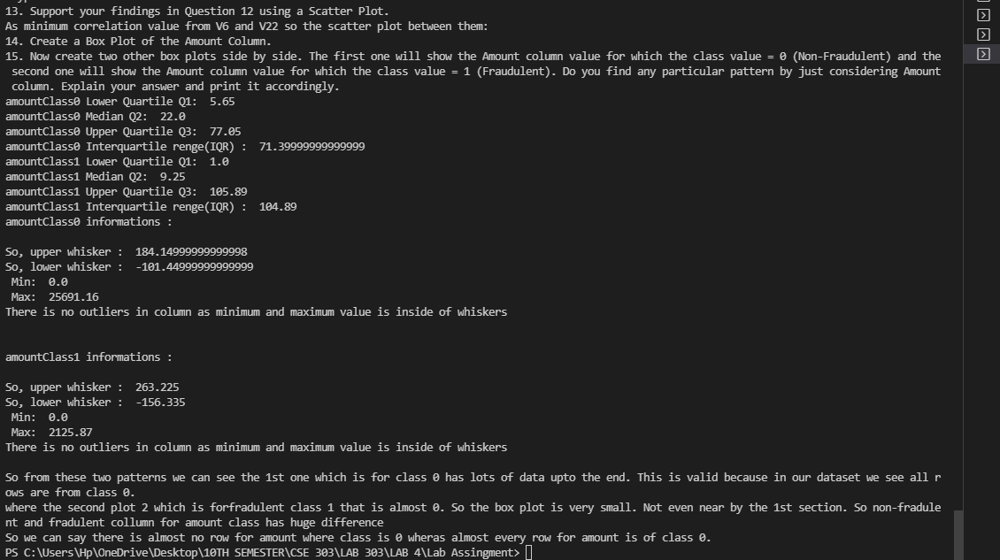 13. Support your findings in Question 12 using a Scatter Plot.
As minimum correlation value from V6 and V22 so the scatter plot between them:
14. Create a Box Plot of the Amount Column.
15. Now create two other box plots side by side. The first one will show the Amount column value for which the class value = 0 (Non-Fraudulent) and the
second one will show the Amount column value for which the class value = 1 (Fraudulent). Do you find any particular pattern by just considering Amount
column. Explain your answer and print it accordingly.
amountClass0 Lower Quartile Q1:  5.65
amountClass0 Median Q2:  22.0
amountClass0 Upper Quartile Q3:  77.05
amountClass0 Interquartile renge(IQR) :  71.39999999999999
amountClass1 Lower Quartile Q1:  1.0
amountClass1 Median Q2:  9.25
amountClass1 Upper Quartile Q3:  105.89
amountClass1 Interquartile renge(IQR) :  104.89
amountClass0 informations :
So, upper whisker :  184.14999999999998
So, lower whisker :  -101.44999999999999
Min:  0.0
Max:  25691.16
There is no outliers in column as minimum and maximum value is inside of whiskers
amountClass1 informations :
So, upper whisker :  263.225
So, lower whisker :  -156.335
Min:  0.0
Max:  2125.87
There is no outliers in column as minimum and maximum value is inside of whiskers
So from these two patterns we can see the 1st one which is for class 0 has lots of data upto the end. This is valid because in our dataset we see all r
ows are from class 0.
where the second plot 2 which is forfradulent class 1 that is almost 0. So the box plot is very small. Not even near by the 1st section. So non-fradule
nt and fradulent collumn for amount class has huge difference
So we can say there is almost no row for amount where class is 0 wheras almost every row for amount is of class 0.
PS C:\Users\Hp\OneDrive\Desktop\10TH SEMESTER\CSE 303\LAB 303\LAB 4\Lab Assingment>